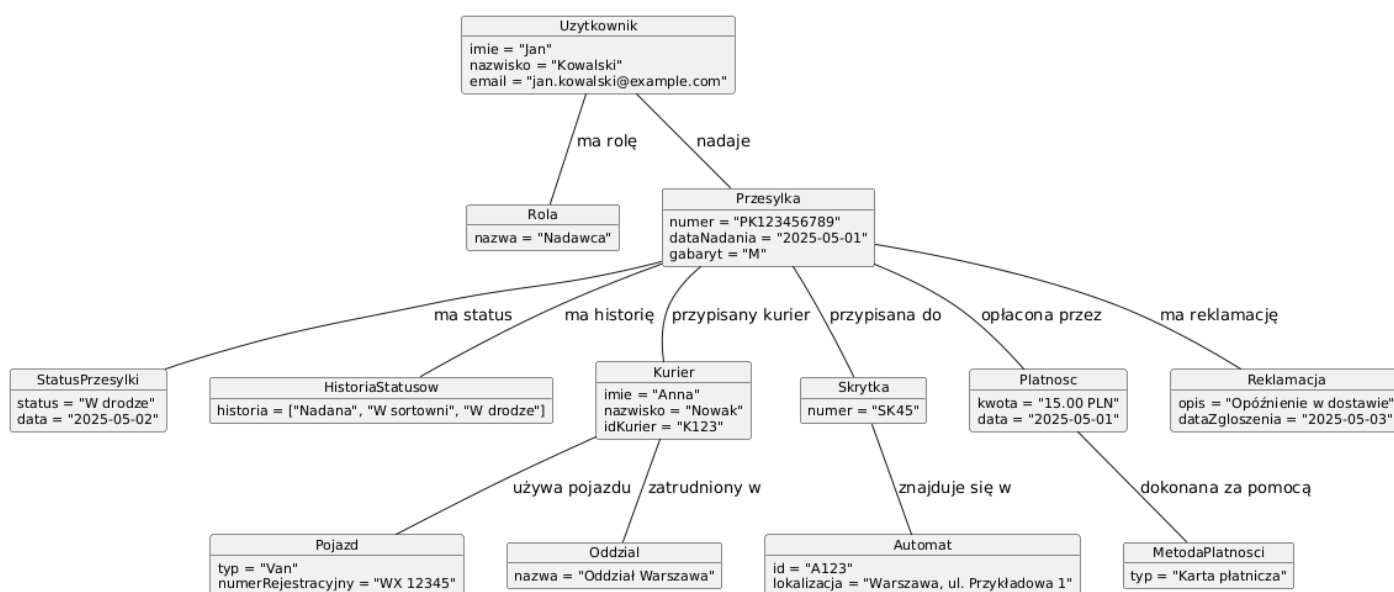 Uzytkownik
imie = "Jan"
nazwisko = "Kowalski"
email = "jan.kowalski@example.com"
ma rolę
nadaje
Rola
nazwa = "Nadawca"
Przesylka
numer = "PK123456789"
dataNadania = "2025-05-01"
gabaryt = "M"
ma status
ma historię
przypisany kurier
przypisana do
opłacona przez
ma reklamację
StatusPrzesylki
status = "W drodze"
data = "2025-05-02"
HistoriaStatusow
historia = ["Nadana", "W sortowni", "W drodze"]
Kurier
imie = "Anna"
nazwisko = "Nowak"
idKurier = "K123"
Skrytka
numer = "SK45"
Platnosc
kwota = "15.00 PLN"
data = "2025-05-01"
Reklamacja
opis = "Opóźnienie w dostawie"
dataZgloszenia = "2025-05-03"
używa pojazdu
zatrudniony w
znajduje się w
dokonana za pomocą
Pojazd
typ = "Van"
numerRejestracyjny = "WX 12345"
Oddzial
nazwa = "Oddział Warszawa"
Automat
id = "A123"
lokalizacja = "Warszawa, ul. Przykładowa 1"
MetodaPlatnosci
typ = "Karta płatnicza"